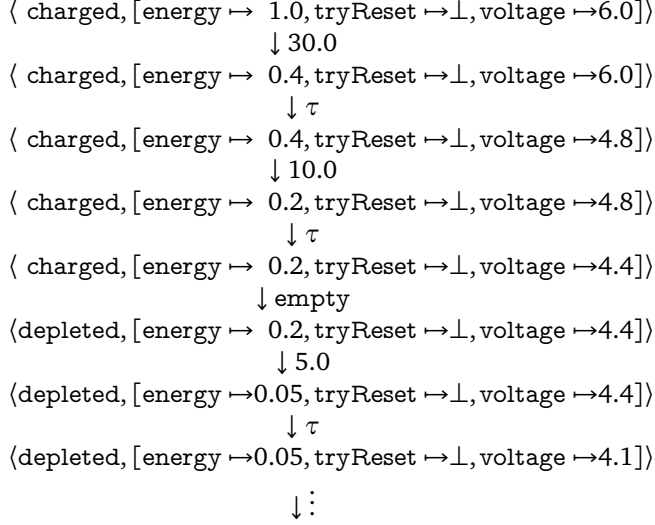 ⟨ charged, [energy ↦ 1.0, tryReset ↦⊥, voltage ↦6.0]⟩
↓ 30.0
⟨ charged, [energy ↦ 0.4, tryReset ↦⊥, voltage ↦6.0]⟩
↓ τ
⟨ charged, [energy ↦ 0.4, tryReset ↦⊥, voltage ↦4.8]⟩
↓ 10.0
⟨ charged, [energy ↦ 0.2, tryReset ↦⊥, voltage ↦4.8]⟩
↓ τ
⟨ charged, [energy ↦ 0.2, tryReset ↦⊥, voltage ↦4.4]⟩
↓ empty
⟨depleted, [energy ↦ 0.2, tryReset ↦⊥, voltage ↦4.4]⟩
↓ 5.0
⟨depleted, [energy ↦0.05, tryReset ↦⊥, voltage ↦4.4]⟩
↓ τ
⟨depleted, [energy ↦0.05, tryReset ↦⊥, voltage ↦4.1]⟩
↓ ⋮